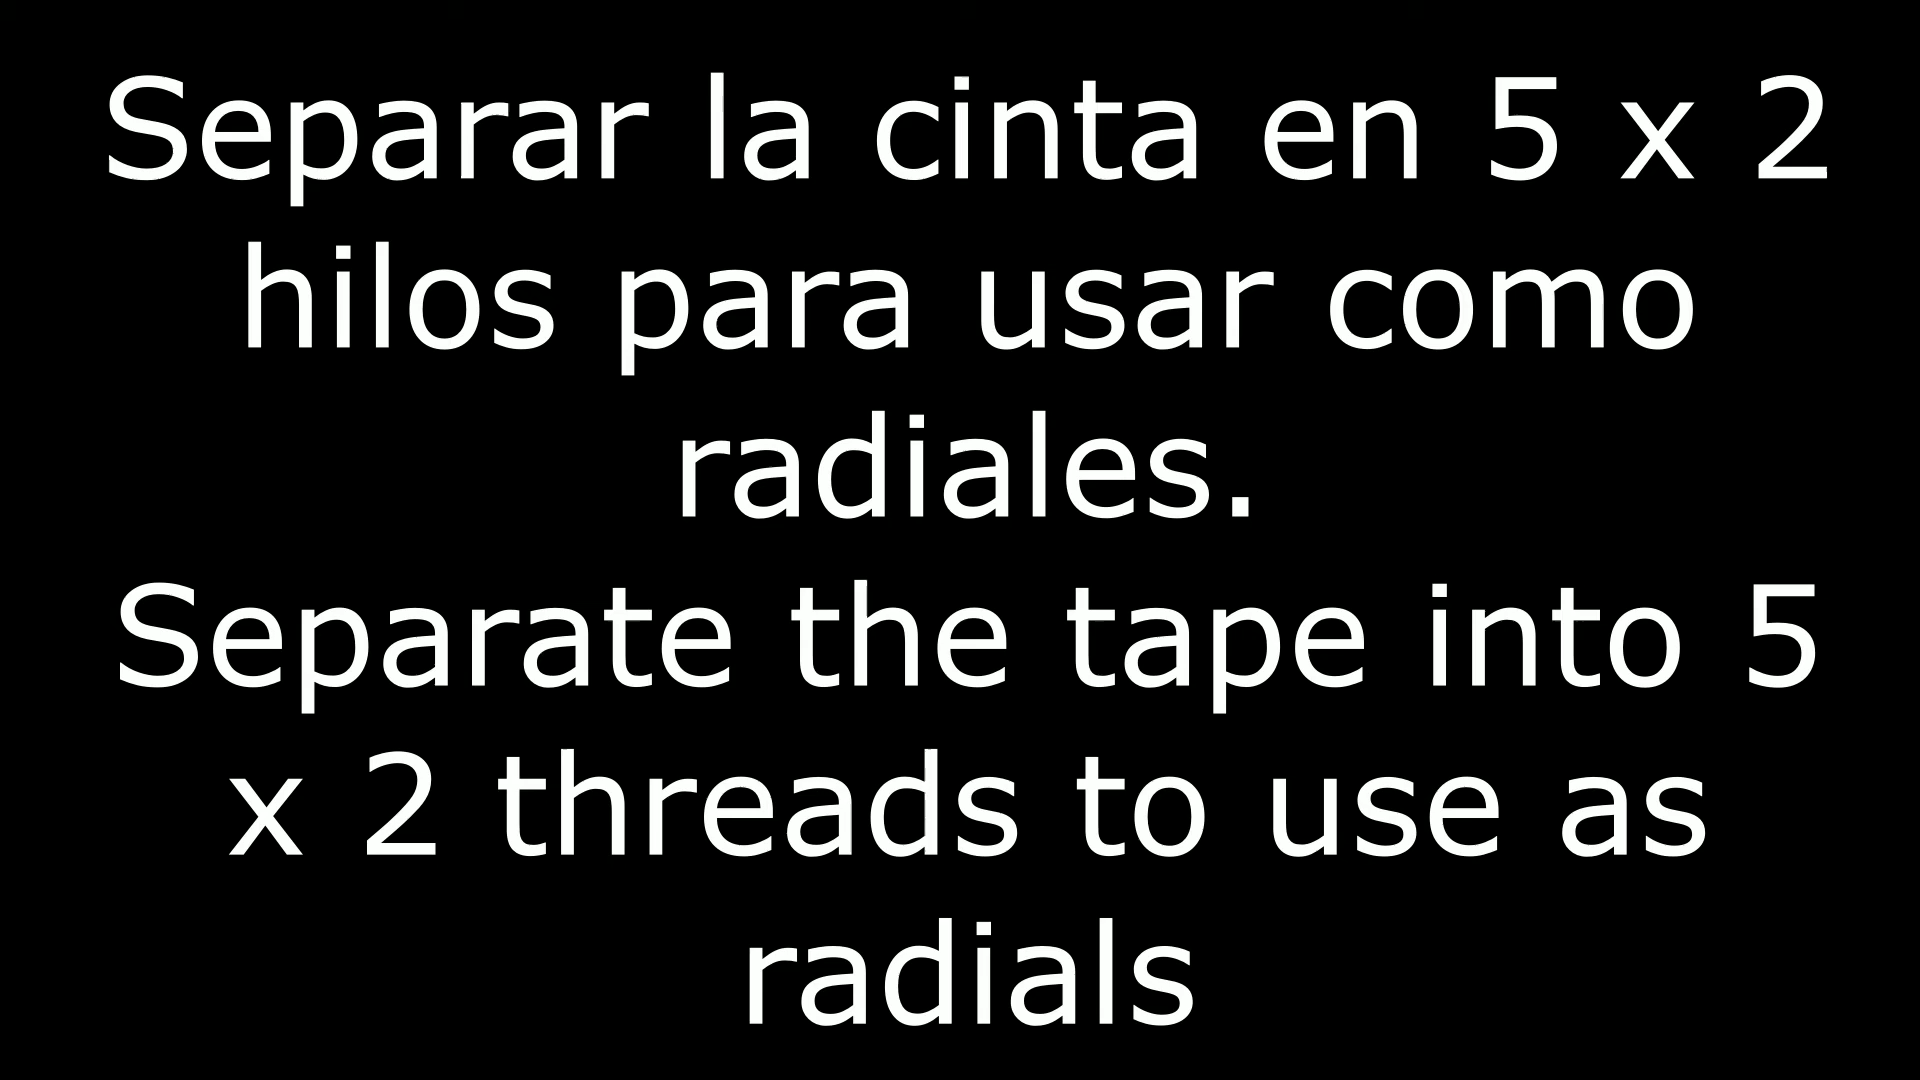 Separar la cinta en 5 x 2
hilos para usar como
radiales.
Separate the tape into 5
x 2 threads to use as
radials